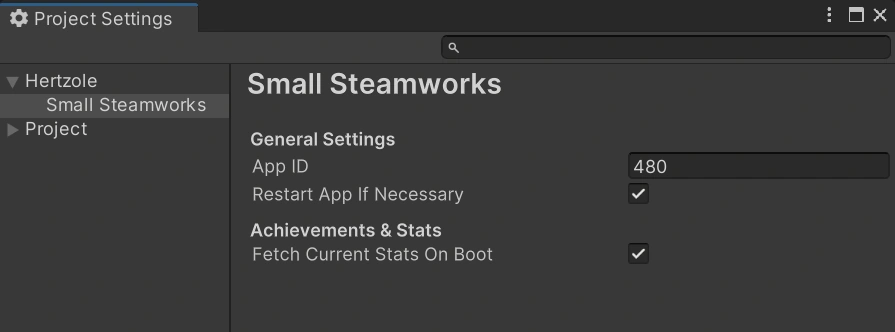 Project Settings
Hertzole
Small Steamworks
Project
Small Steamworks
General Settings
App ID 480
Restart App If Necessary
Achievements & Stats
Fetch Current Stats On Boot